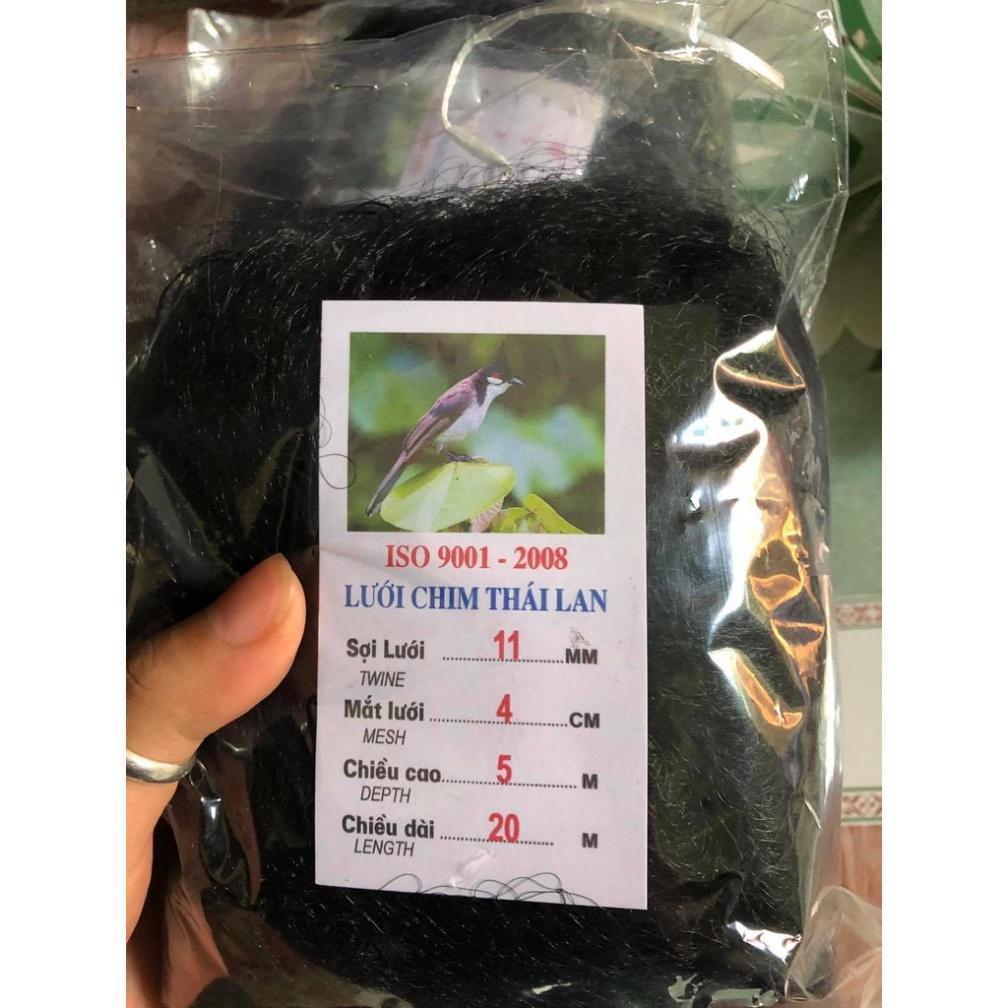 ISO 9001 - 2008
LƯỚI CHIM THÁI LAN
Sợi Lưới ........................ 11 ........MM
TWINE
Mắt lưới ........................ 4 ........CM
MESH
Chiều cao........................ 5 ........ M
DEPTH
Chiều dài ........................ 20 ........ M
LENGTH